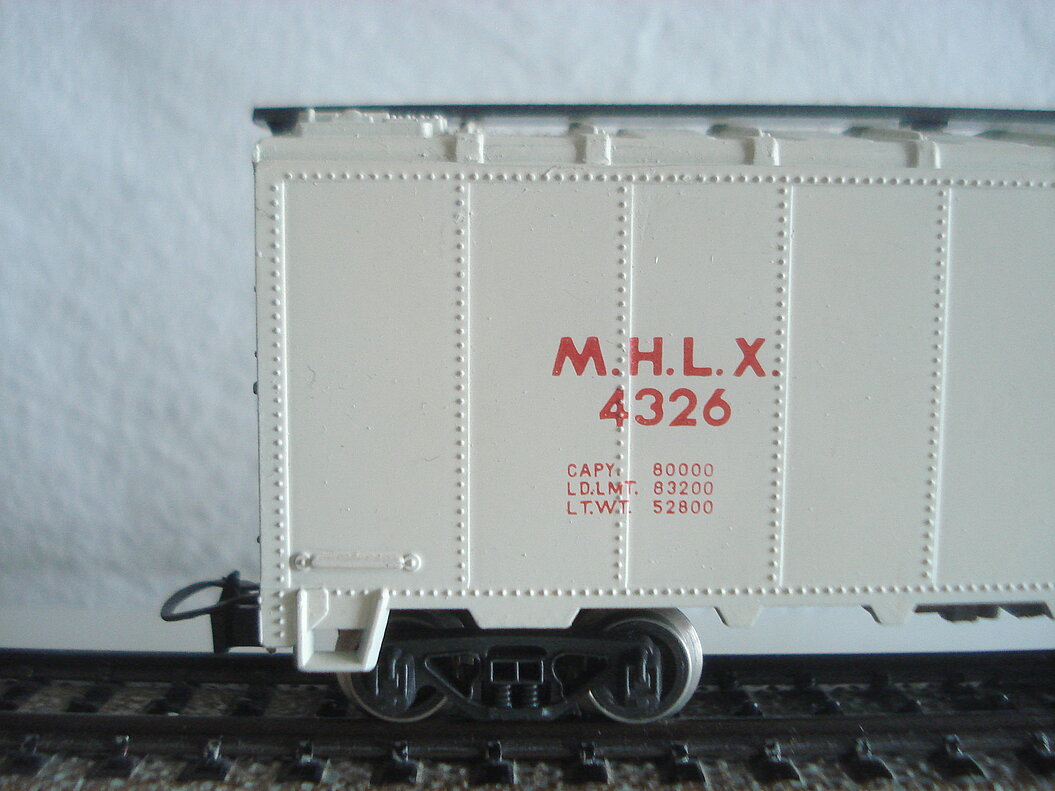 M.H.L.X.
4326
CAPY. 80000
LD.LMT. 83200
LT.WT. 52800